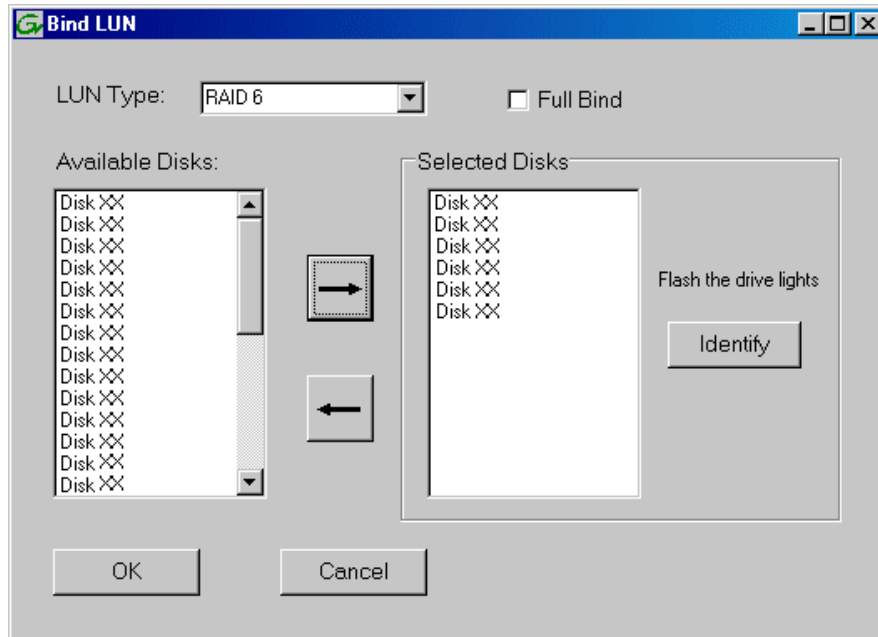 Bind LUN
LUN Type:
RAID 6
Full Bind
Available Disks:
Disk XX
Disk XX
Disk XX
Disk XX
Disk XX
Disk XX
Disk XX
Disk XX
Disk XX
Disk XX
Disk XX
Disk XX
Disk XX
Disk XX
Selected Disks
Disk XX
Disk XX
Disk XX
Disk XX
Disk XX
Disk XX
Flash the drive lights
Identify
OK
Cancel